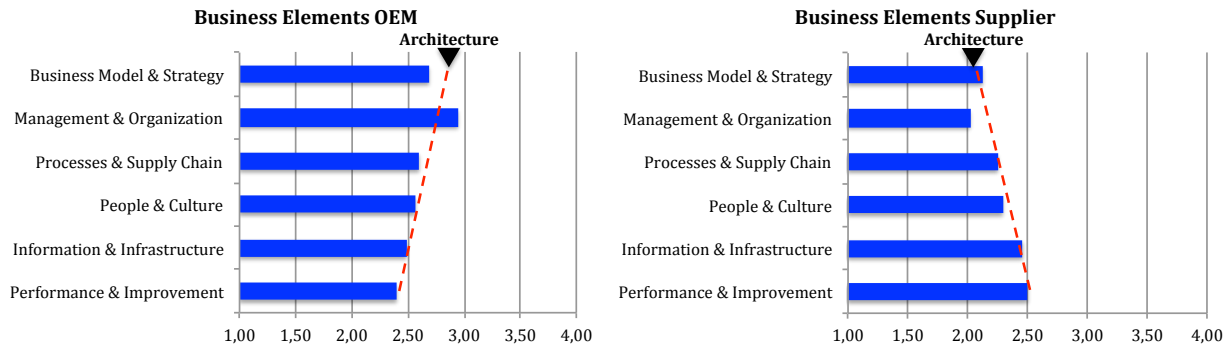 Business Elements OEM
Architecture
Business Model & Strategy
Management & Organization
Processes & Supply Chain
People & Culture
Information & Infrastructure
Performance & Improvement
1,00 1,50 2,00 2,50 3,00 3,50 4,00
Business Elements Supplier
Architecture
Business Model & Strategy
Management & Organization
Processes & Supply Chain
People & Culture
Information & Infrastructure
Performance & Improvement
1,00 1,50 2,00 2,50 3,00 3,50 4,00